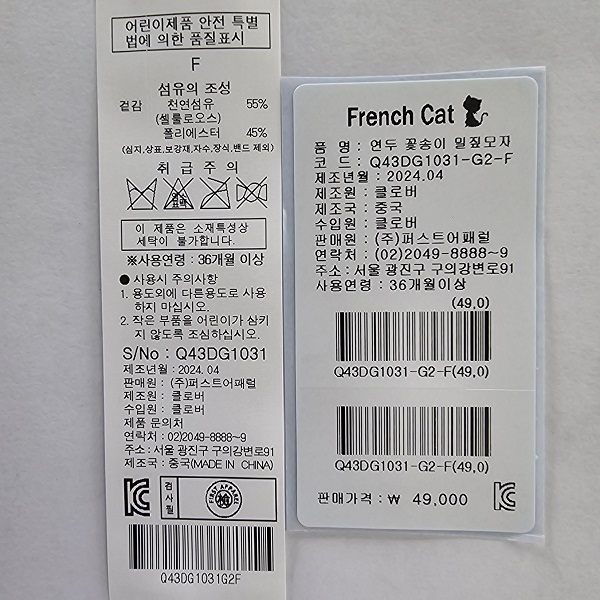 어린이제품 안전 특별
법에 의한 품질표시
F
섬유의 조성
겉감 천연섬유 55%
(셀룰로오스)
폴리에스터 45%
(심지,상표,보강재,자수,장식,밴드 제외)
취 급 주 의
이 제품은 소재특성상
세탁이 불가합니다.
※사용연령 : 36개월 이상
● 사용시 주의사항
1. 용도외에 다른용도로 사용
하지 마십시오.
2. 작은 부품을 어린이가 삼키
지 않도록 조심하십시오.
S/No : Q43DG1031
제조년월 : 2024.04
판매원 : (주)퍼스트어패럴
제조원 : 클로버
수입원 : 클로버
제품 문의처
연락처 : 02)2049-8888~9
주소 : 서울 광진구 구의강변로91
제조국 : 중국(MADE IN CHINA)
검사필
FIRST APPAREL
Q43DG1031G2F
French Cat
품 명 : 연두 꽃송이 밀짚모자
코 드 : Q43DG1031-G2-F
제조년월 : 2024.04
제조원 : 클로버
제조국 : 중국
수입원 : 클로버
판매원 : (주)퍼스트어패럴
연락처 : (02)2049-8888~9
주소: 서울 광진구 구의강변로91
사용연령 : 36개월이상
(49,0)
Q43DG1031-G2-F(49,0)
Q43DG1031-G2-F(49,0)
판매가격 : ₩ 49,000